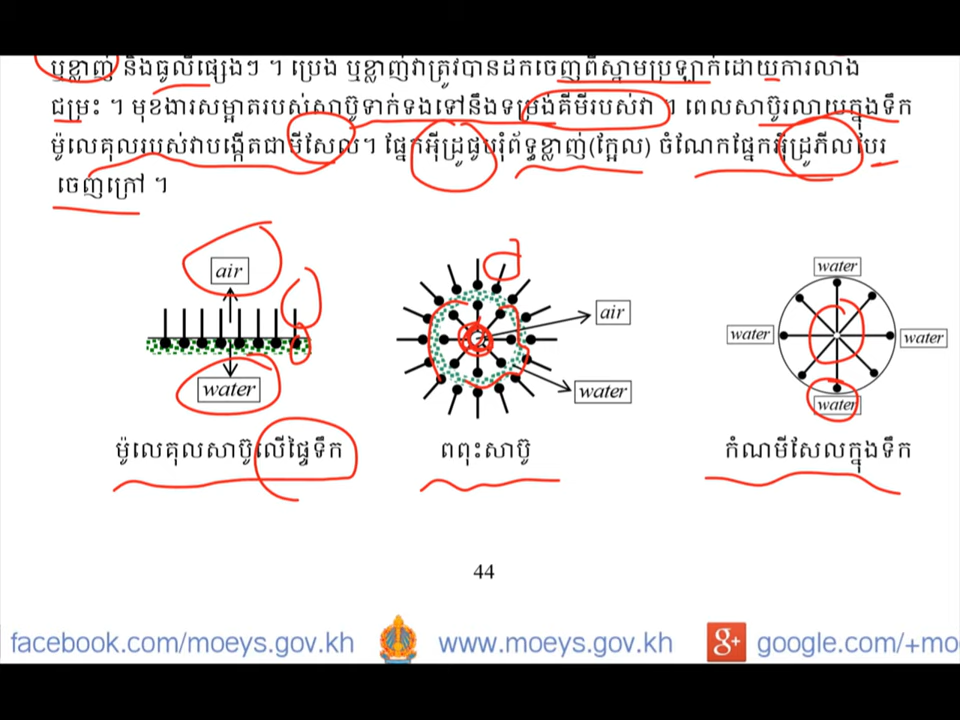 ឬខ្លាញ់ និងធូលីផ្សេងៗ ។ ប្រេង ឬខ្លាញ់វាត្រូវបានដកចេញពីស្នាមប្រឡាក់ដោយការលាង
ជម្រះ ។ មុខងារសម្អាតរបស់សាប៊ូទាក់ទងទៅនឹងទម្រង់គីមីរបស់វា ។ ពេលសាប៊ូរលាយក្នុងទឹក
ម៉ូលេគុលរបស់វាបង្កើតជាមីសែល។ ផ្នែកអ៊ីដ្រូផូបរុំព័ទ្ធខ្លាញ់(ក្អែល) ចំណែកផ្នែកអ៊ីដ្រូភីលបែរ
ចេញក្រៅ ។
air
water
ម៉ូលេគុលសាប៊ូលើផ្ទៃទឹក
air
water
ពពុះសាប៊ូ
water
water
water
water
កំណមីសែលក្នុងទឹក
44
facebook.com/moeys.gov.kh
www.moeys.gov.kh
g+
google.com/+mo